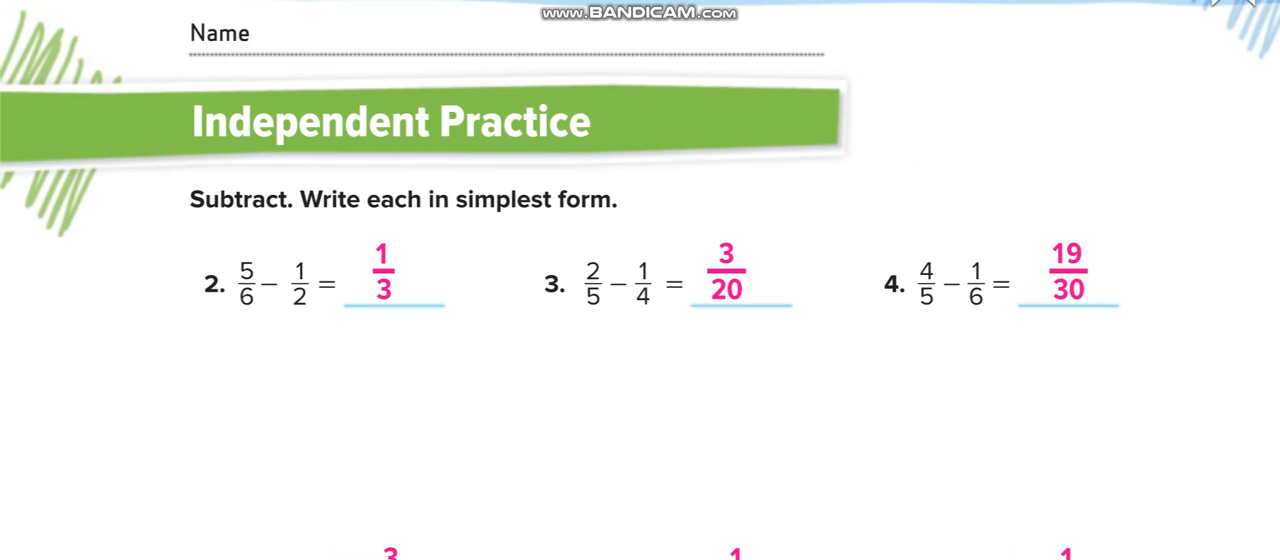 www.BANDICAM.com
Name
Independent Practice
Subtract. Write each in simplest form.
2. 5/6 − 1/2 = 1/3
3. 2/5 − 1/4 = 3/20
4. 4/5 − 1/6 = 19/30